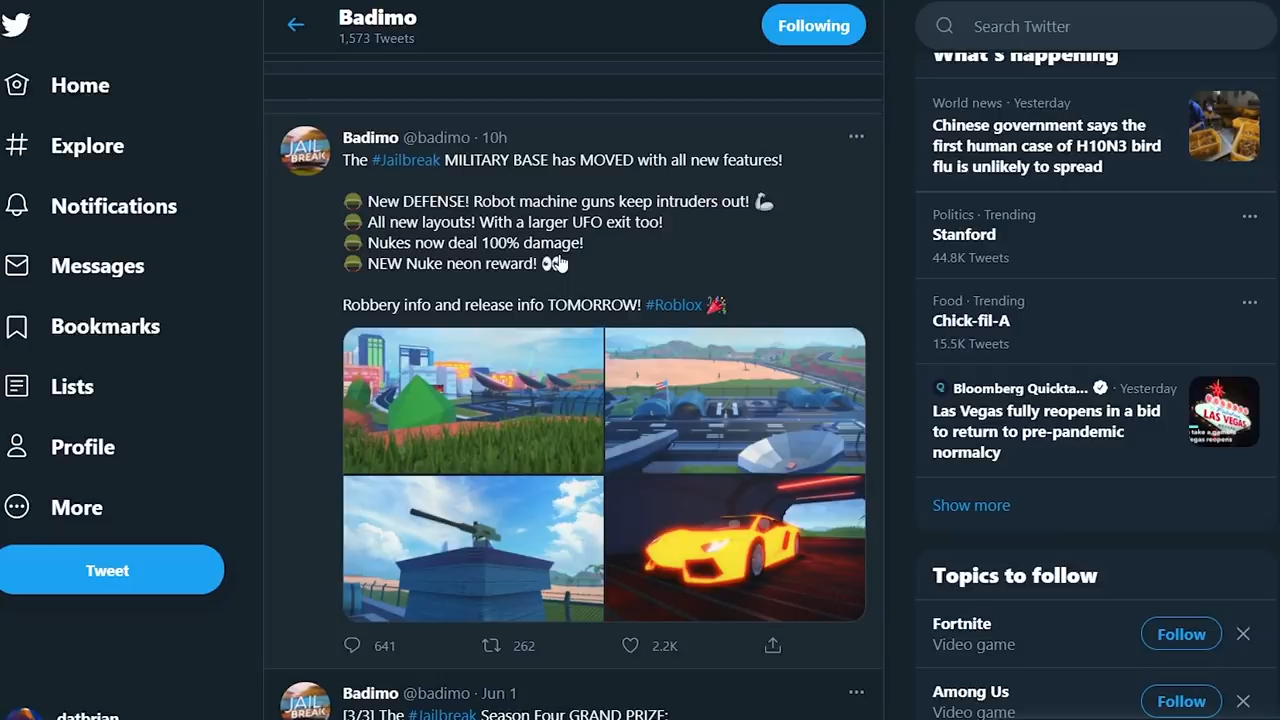 Home
Explore
Notifications
Messages
Bookmarks
Lists
Profile
More
Tweet
datbrian
Badimo
1,573 Tweets
Following
Badimo @badimo · 10h
The #Jailbreak MILITARY BASE has MOVED with all new features!
New DEFENSE! Robot machine guns keep intruders out! 💪
All new layouts! With a larger UFO exit too!
Nukes now deal 100% damage!
NEW Nuke neon reward! 👀
Robbery info and release info TOMORROW! #Roblox 🎉
641
262
2.2K
JAIL
BREAK
Badimo @badimo · Jun 1
[3/3] The #Jailbreak Season Four GRAND PRIZE:
JAIL
BREAK
Search Twitter
What's happening
World news · Yesterday
Chinese government says the
first human case of H10N3 bird
flu is unlikely to spread
Politics · Trending
Stanford
44.8K Tweets
Food · Trending
Chick-fil-A
15.5K Tweets
Bloomberg Quickta... · Yesterday
Las Vegas fully reopens in a bid
to return to pre-pandemic
normalcy
LAS VEGAS
Show more
Topics to follow
Fortnite
Video game
Follow
Among Us
Video game
Follow